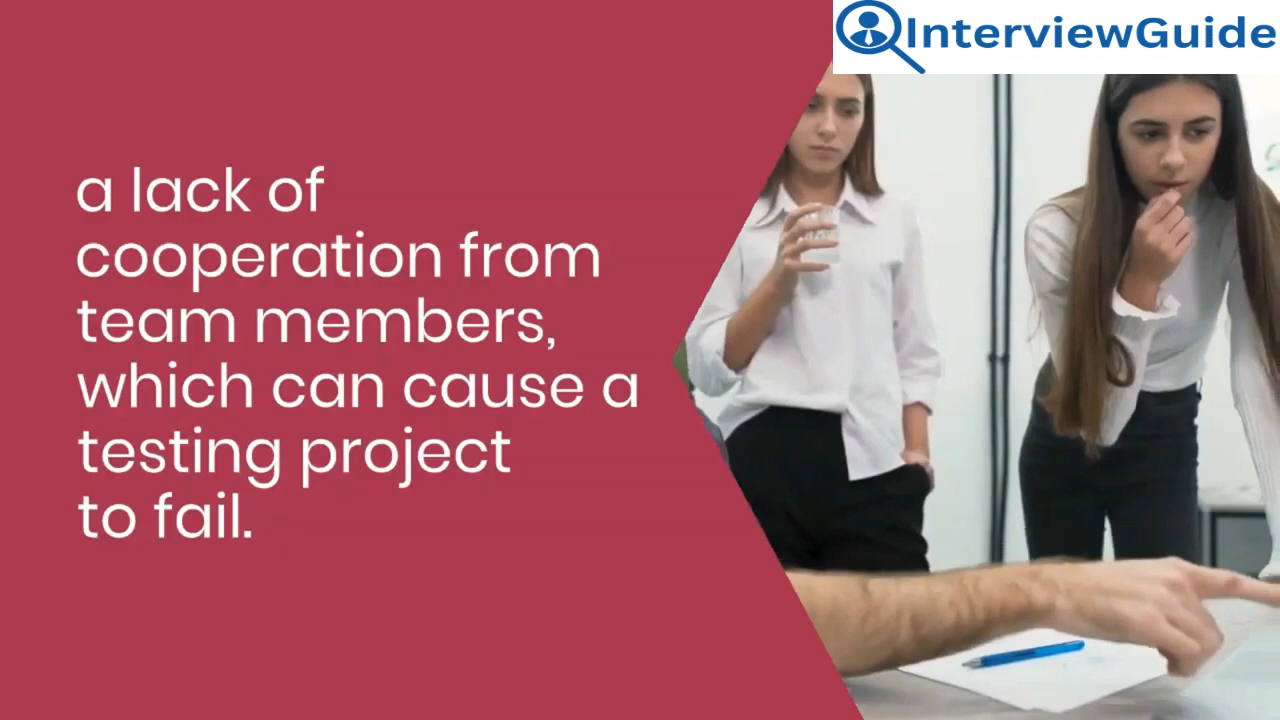 InterviewGuide
a lack of
cooperation from
team members,
which can cause a
testing project
to fail.